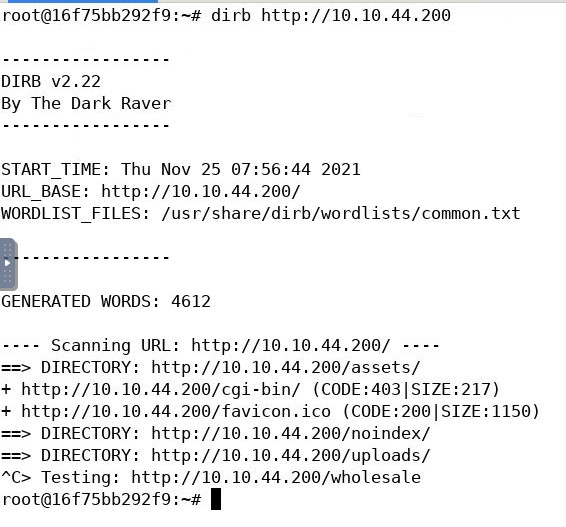 root@16f75bb292f9:~# dirb http://10.10.44.200
-----------------
DIRB v2.22
By The Dark Raver
-----------------
START_TIME: Thu Nov 25 07:56:44 2021
URL_BASE: http://10.10.44.200/
WORDLIST_FILES: /usr/share/dirb/wordlists/common.txt
-----------------
GENERATED WORDS: 4612
---- Scanning URL: http://10.10.44.200/ ----
==> DIRECTORY: http://10.10.44.200/assets/
+ http://10.10.44.200/cgi-bin/ (CODE:403|SIZE:217)
+ http://10.10.44.200/favicon.ico (CODE:200|SIZE:1150)
==> DIRECTORY: http://10.10.44.200/noindex/
==> DIRECTORY: http://10.10.44.200/uploads/
^C> Testing: http://10.10.44.200/wholesale
root@16f75bb292f9:~#